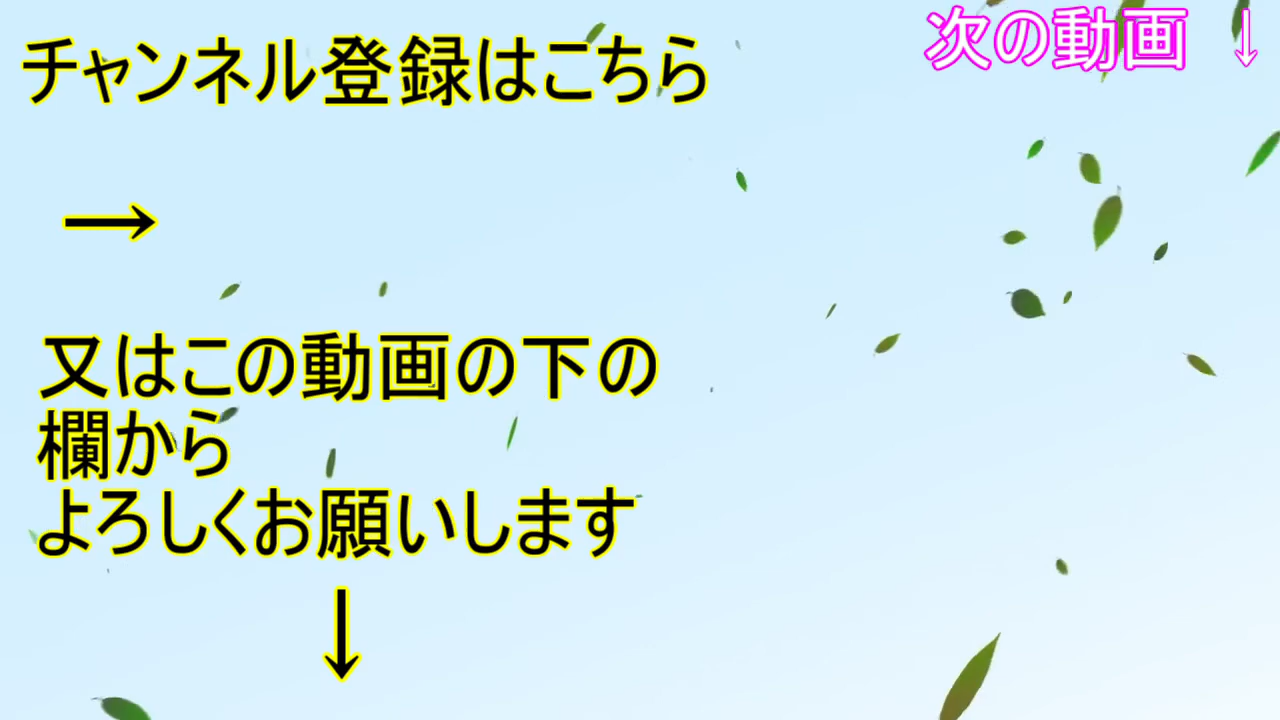 チャンネル登録はこちら
次の動画 ↓
→
又はこの動画の下の
欄から
よろしくお願いします
↓